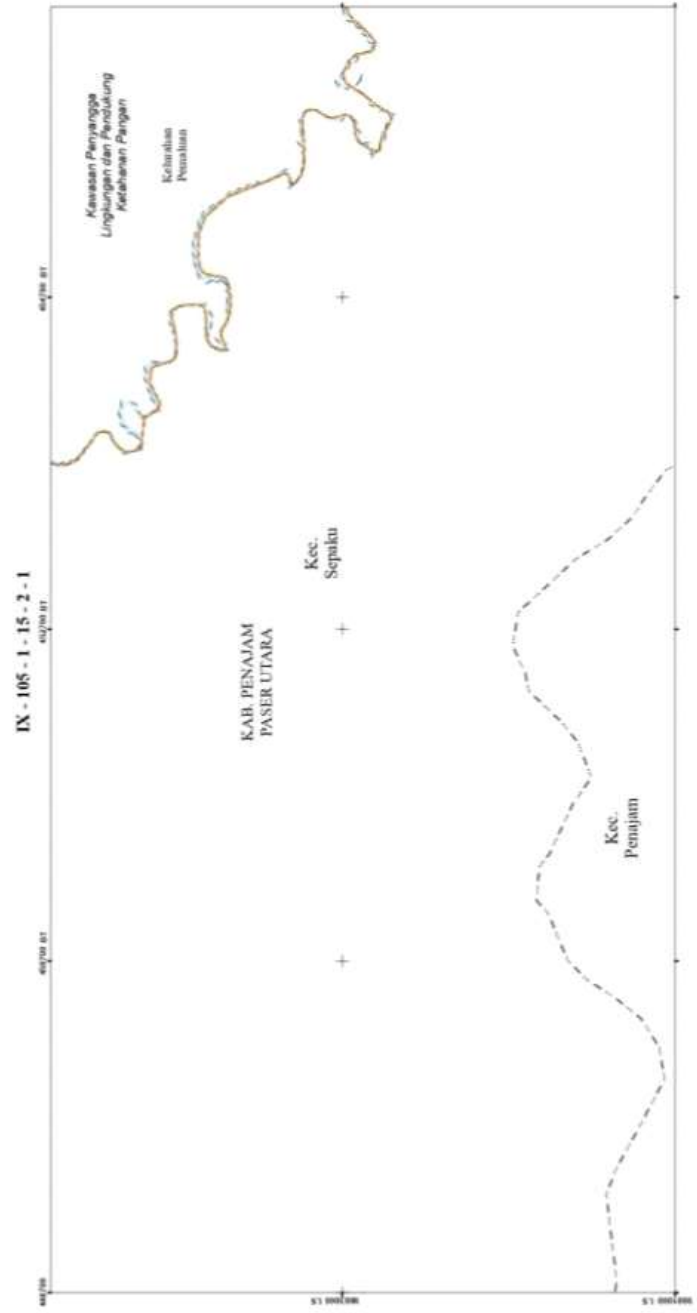 IX - 105 - 1 - 15 - 2 - 1
Kawasan Penyangga
Lingkungan dan Pendukung
Ketahanan Pangan
Kelurahan
Pemaluan
Kec.
Sepaku
KAB. PENAJAM
PASER UTARA
Kec.
Penajam